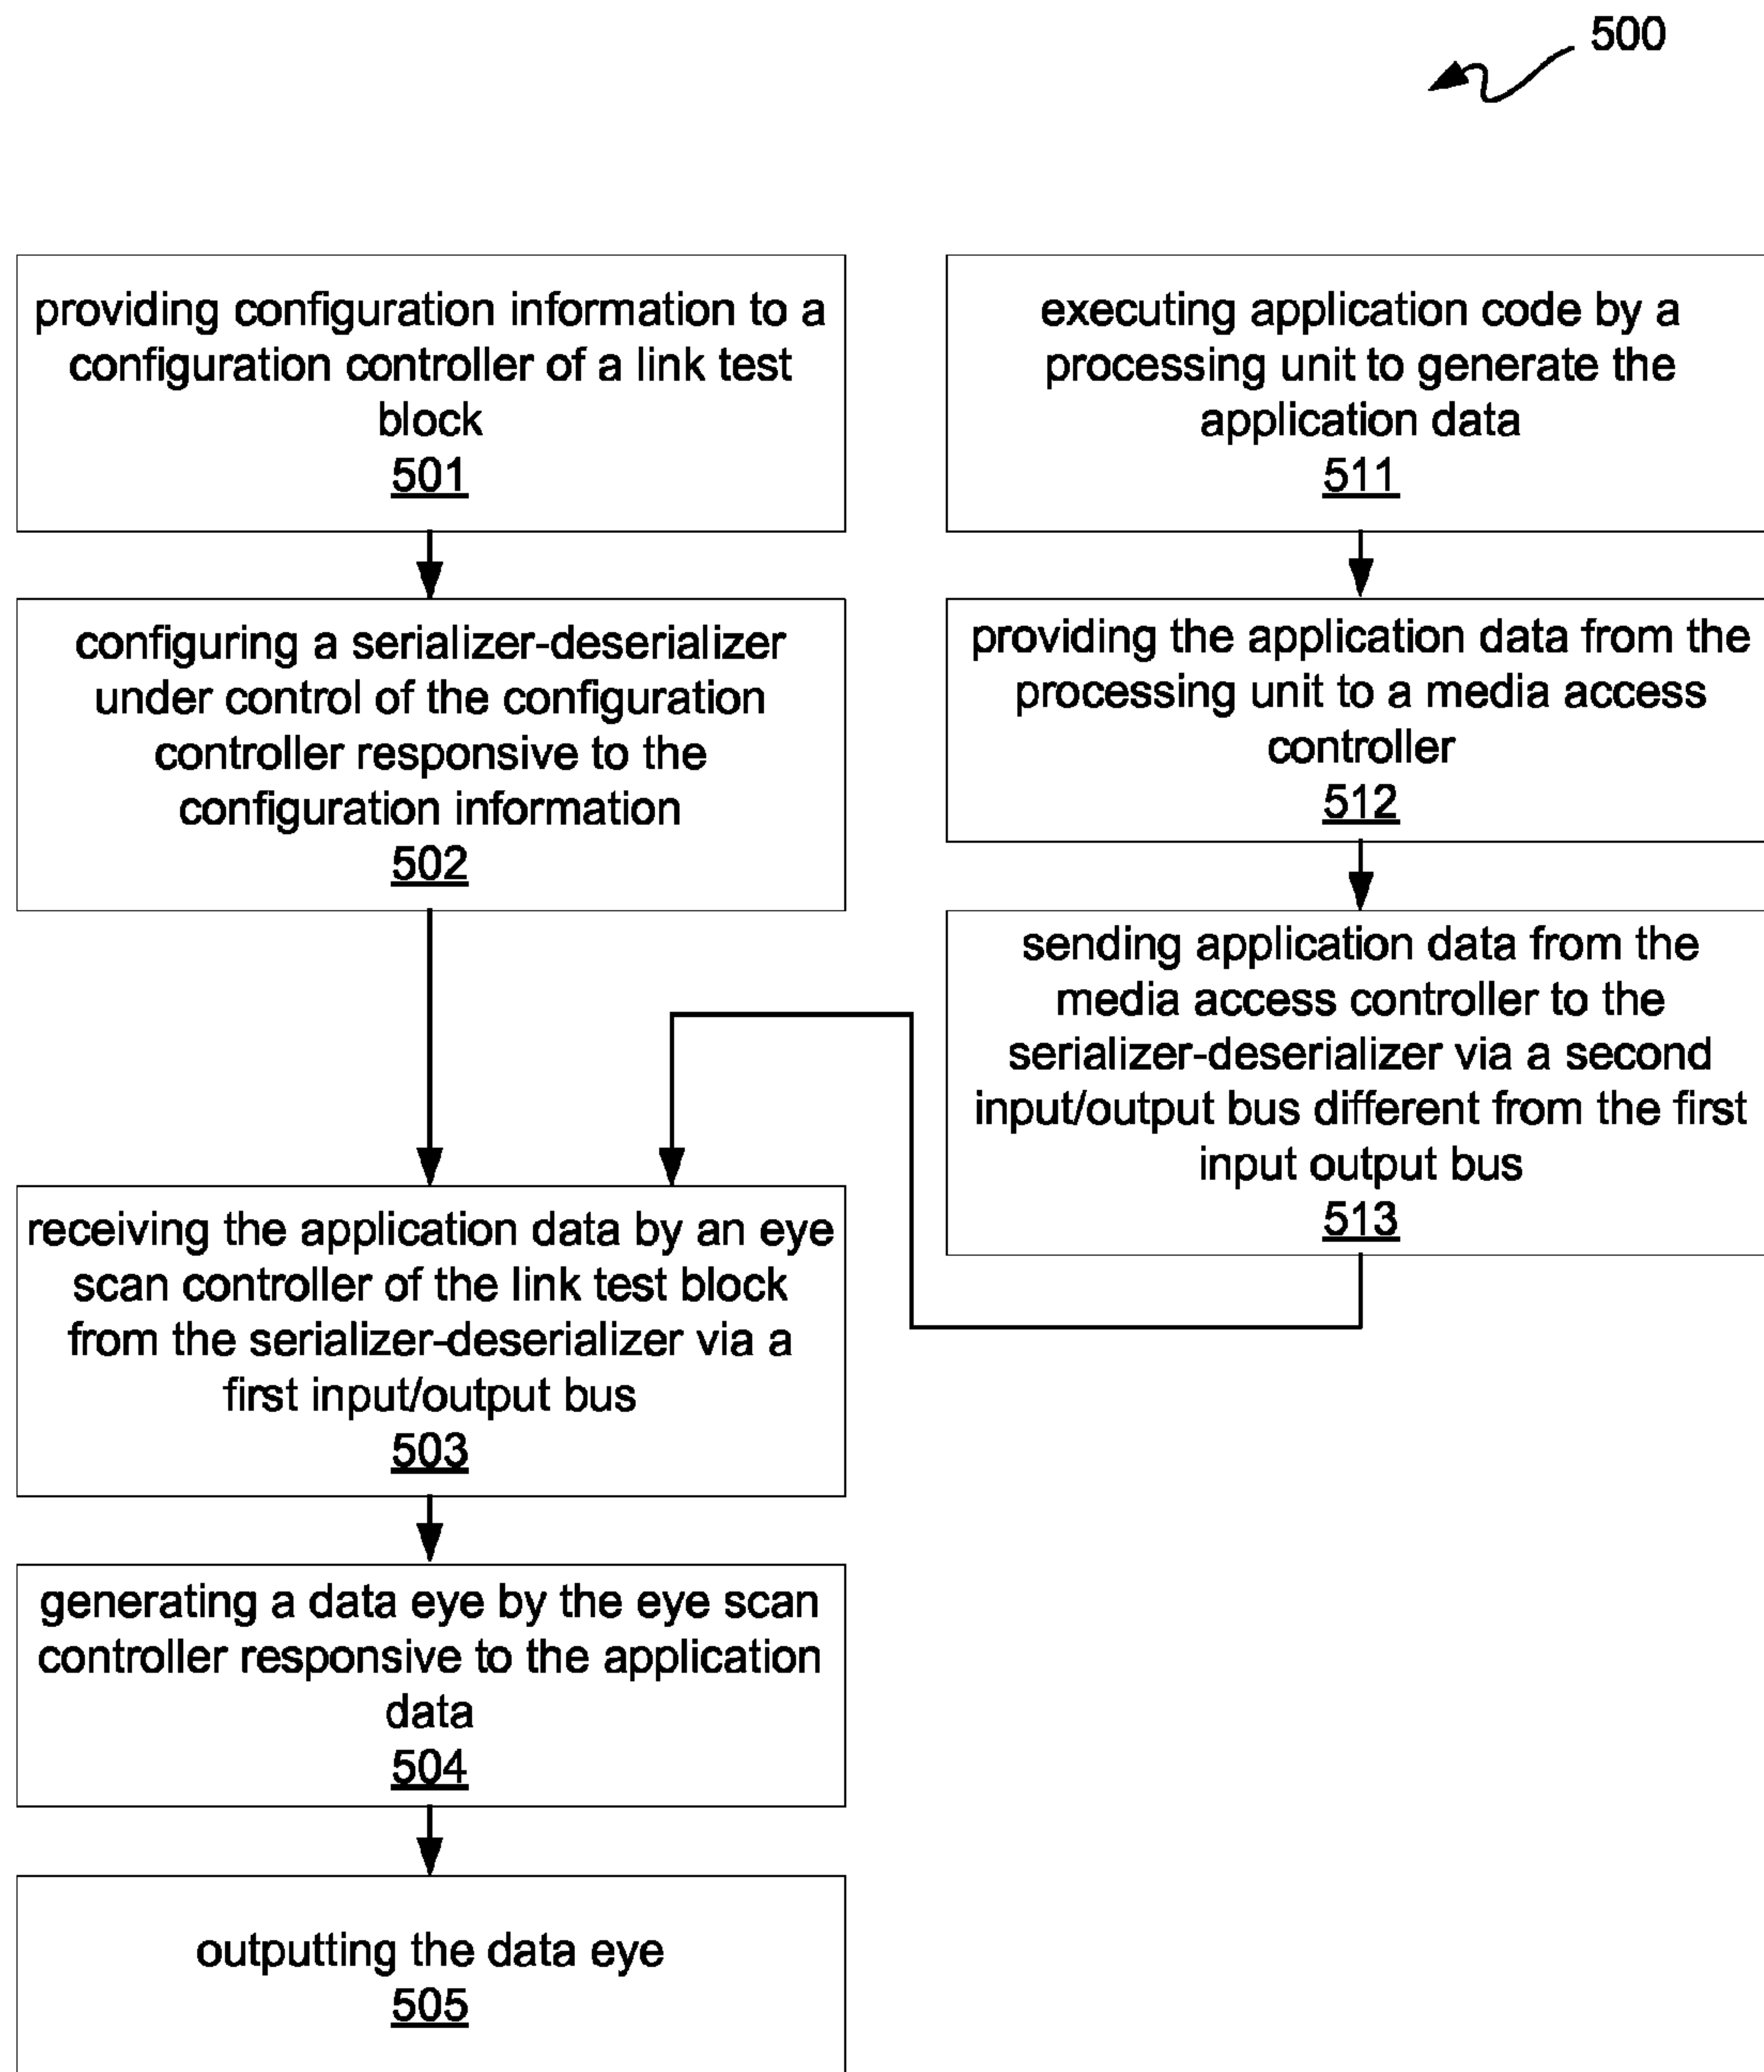 500
providing configuration information to a
configuration controller of a link test
block
501
configuring a serializer-deserializer
under control of the configuration
controller responsive to the
configuration information
502
receiving the application data by an eye
scan controller of the link test block
from the serializer-deserializer via a
first input/output bus
503
generating a data eye by the eye scan
controller responsive to the application
data
504
outputting the data eye
505
executing application code by a
processing unit to generate the
application data
511
providing the application data from the
processing unit to a media access
controller
512
sending application data from the
media access controller to the
serializer-deserializer via a second
input/output bus different from the first
input output bus
513